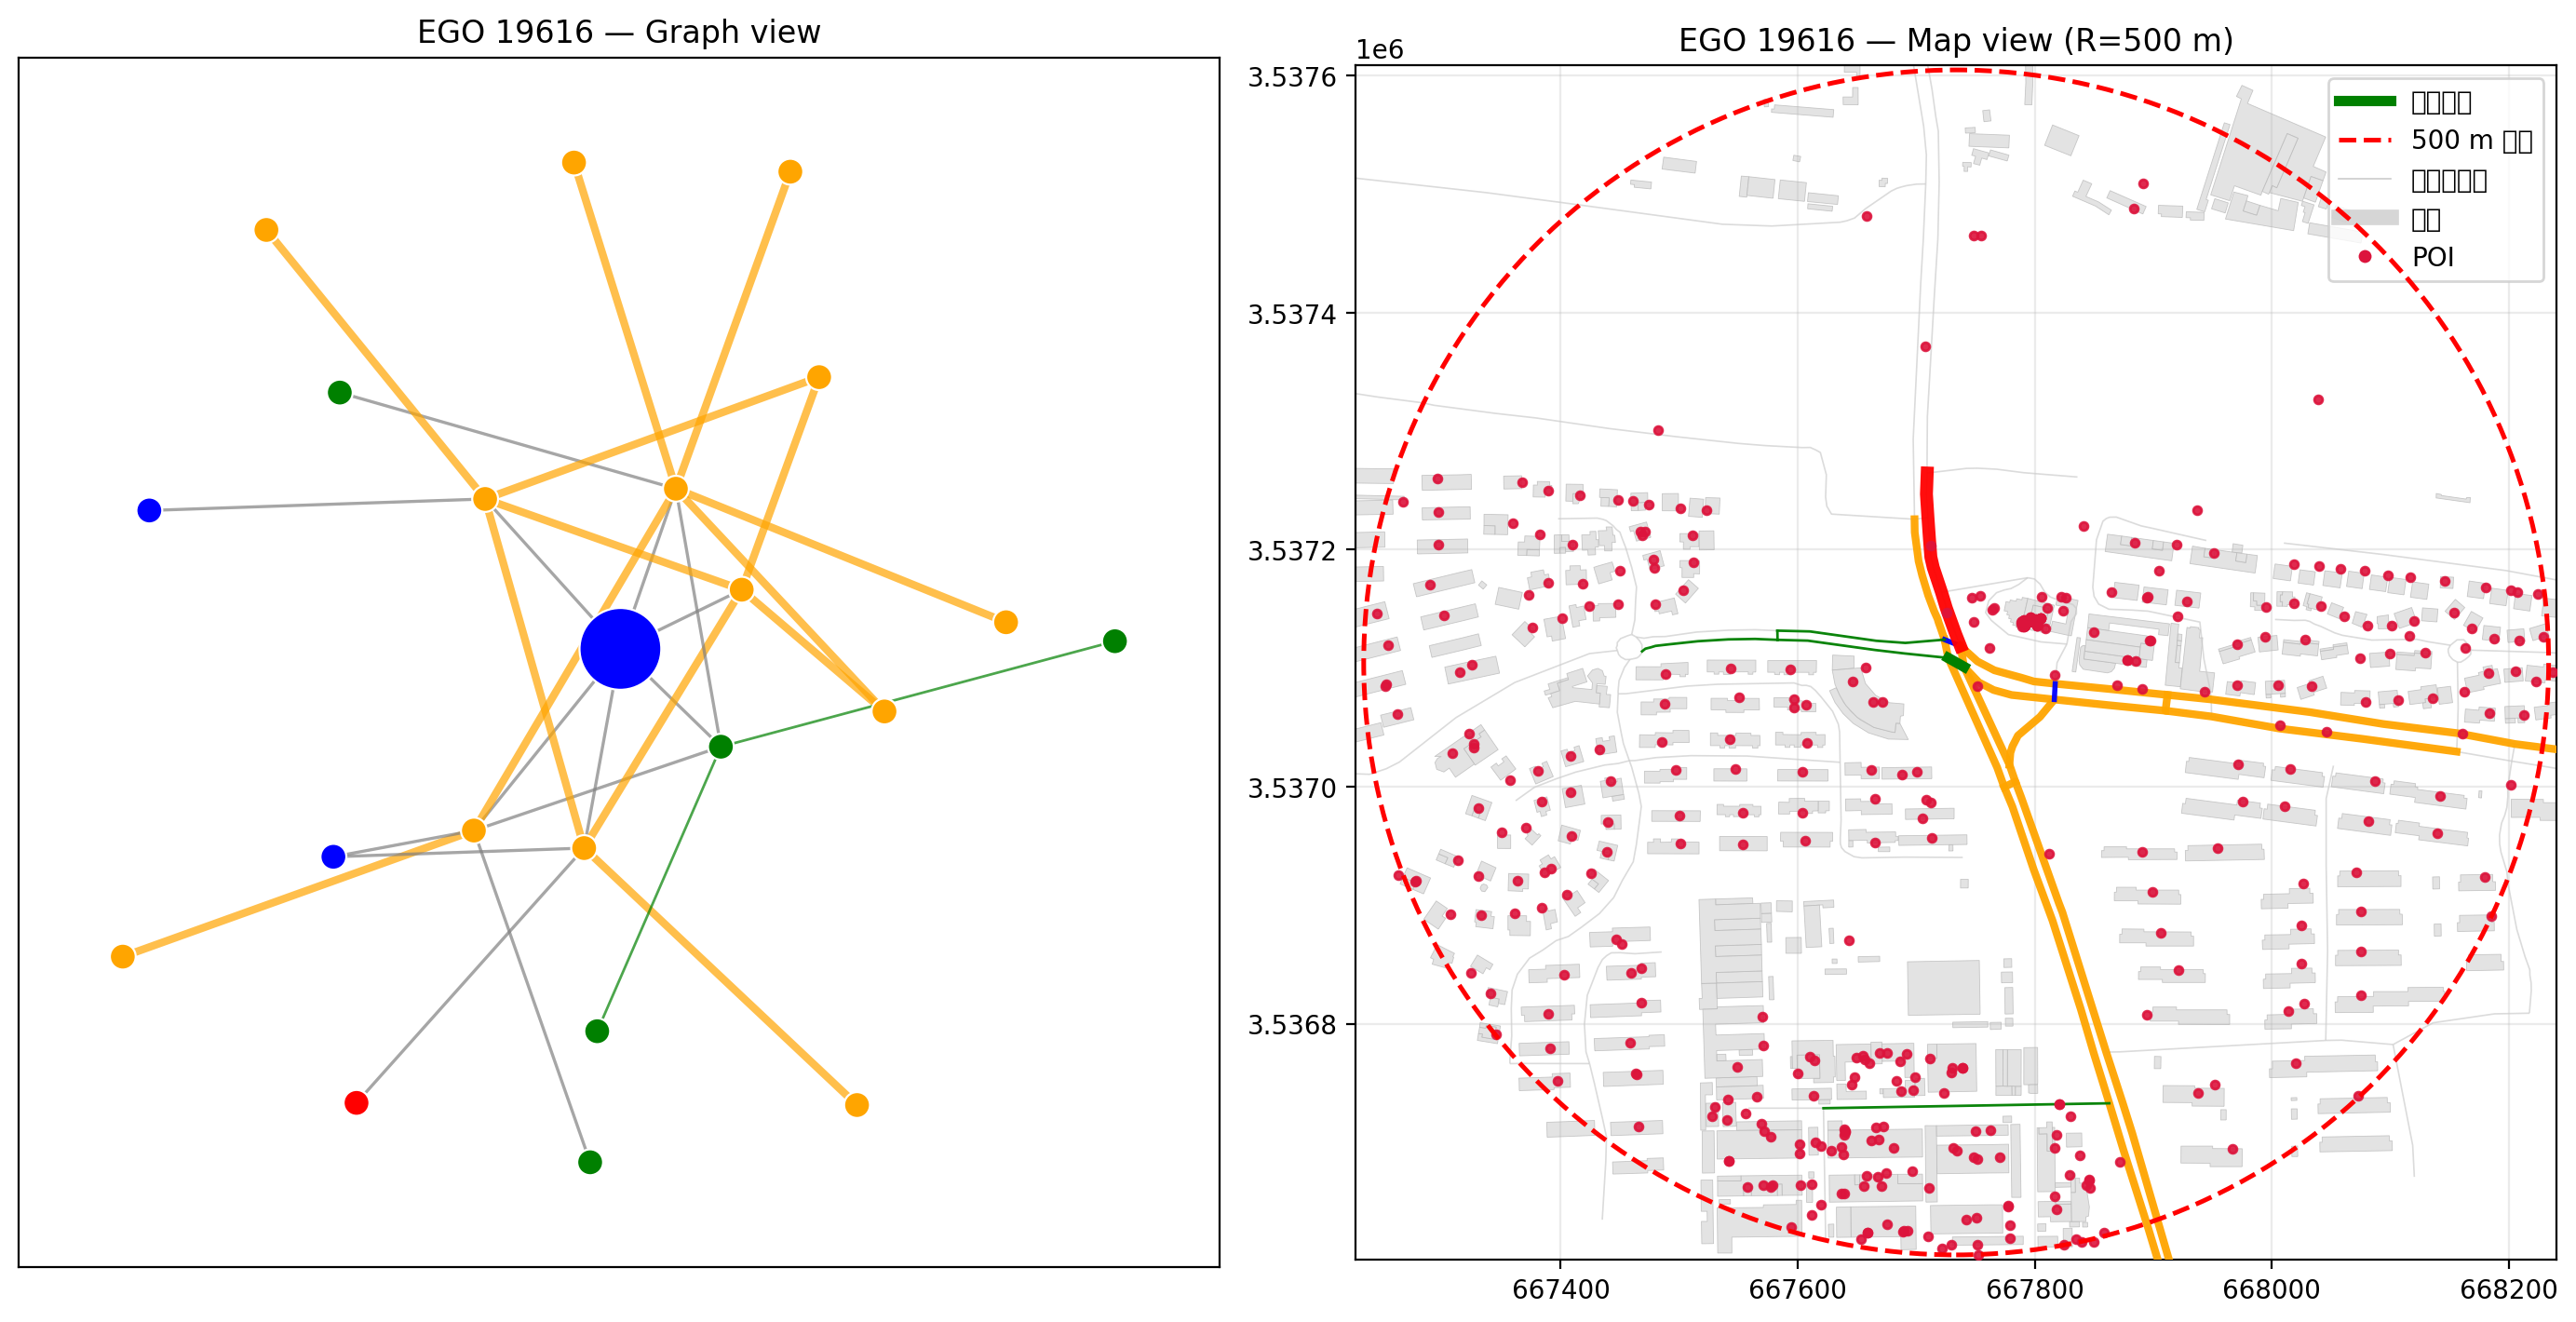 EGO 19616 — Graph view
EGO 19616 — Map view (R=500 m)
1e6
3.5376
3.5374
3.5372
3.5370
3.5368
500 m
POI
667400
667600
667800
668000
668200